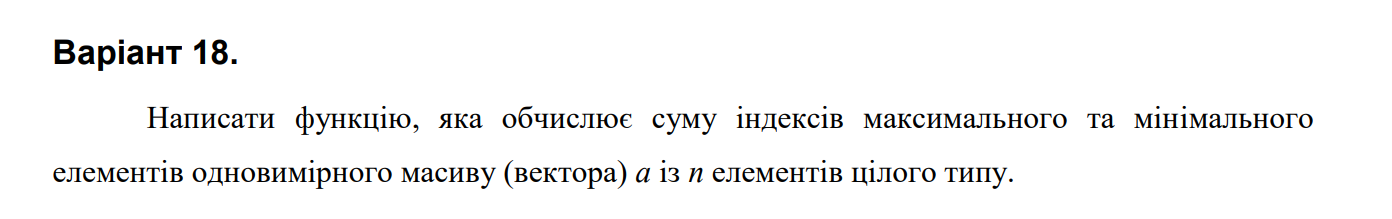 Варіант 18.
Написати функцію, яка обчислює суму індексів максимального та мінімального
елементів одновимірного масиву (вектора) a із n елементів цілого типу.